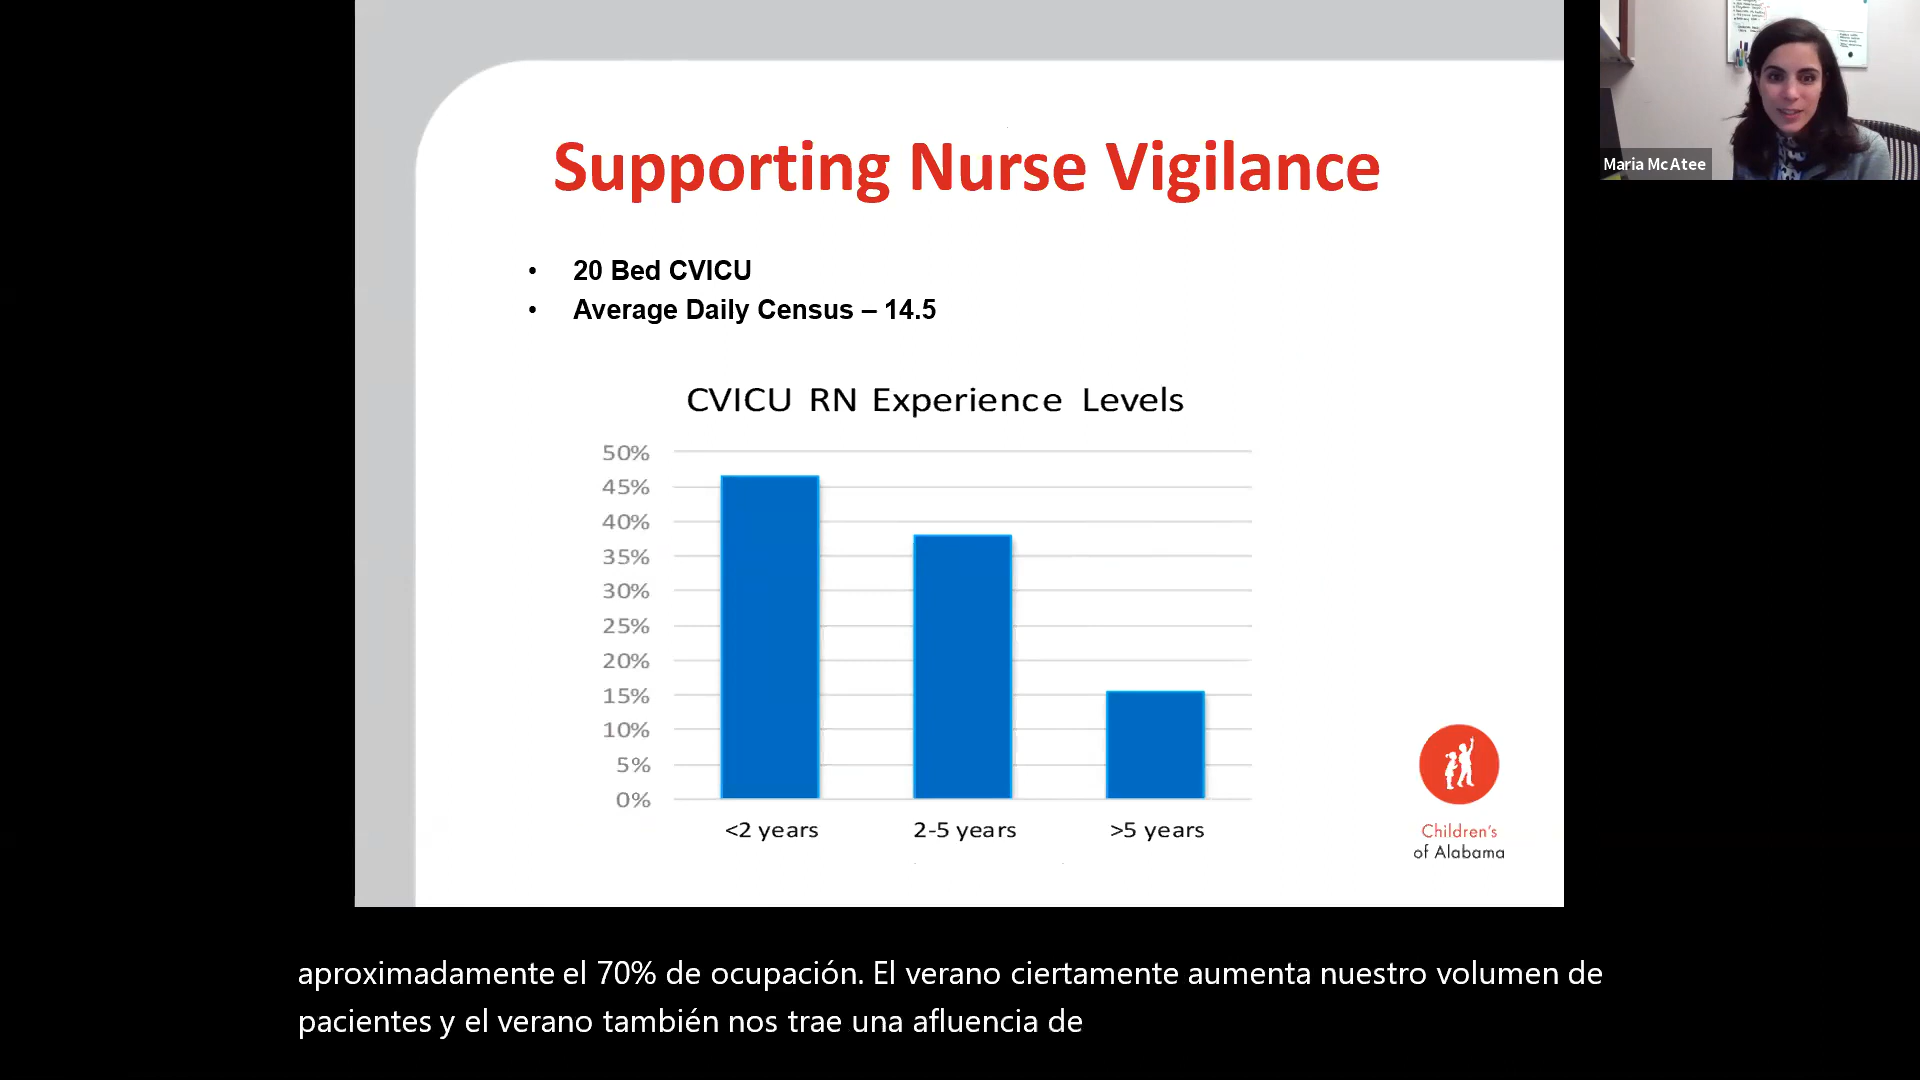 Supporting Nurse Vigilance
• 20 Bed CVICU
• Average Daily Census – 14.5
CVICU RN Experience Levels
50%
45%
40%
35%
30%
25%
20%
15%
10%
5%
0%
<2 years
2-5 years
>5 years
Children's
of Alabama
Maria McAtee
aproximadamente el 70% de ocupación. El verano ciertamente aumenta nuestro volumen de
pacientes y el verano también nos trae una afluencia de